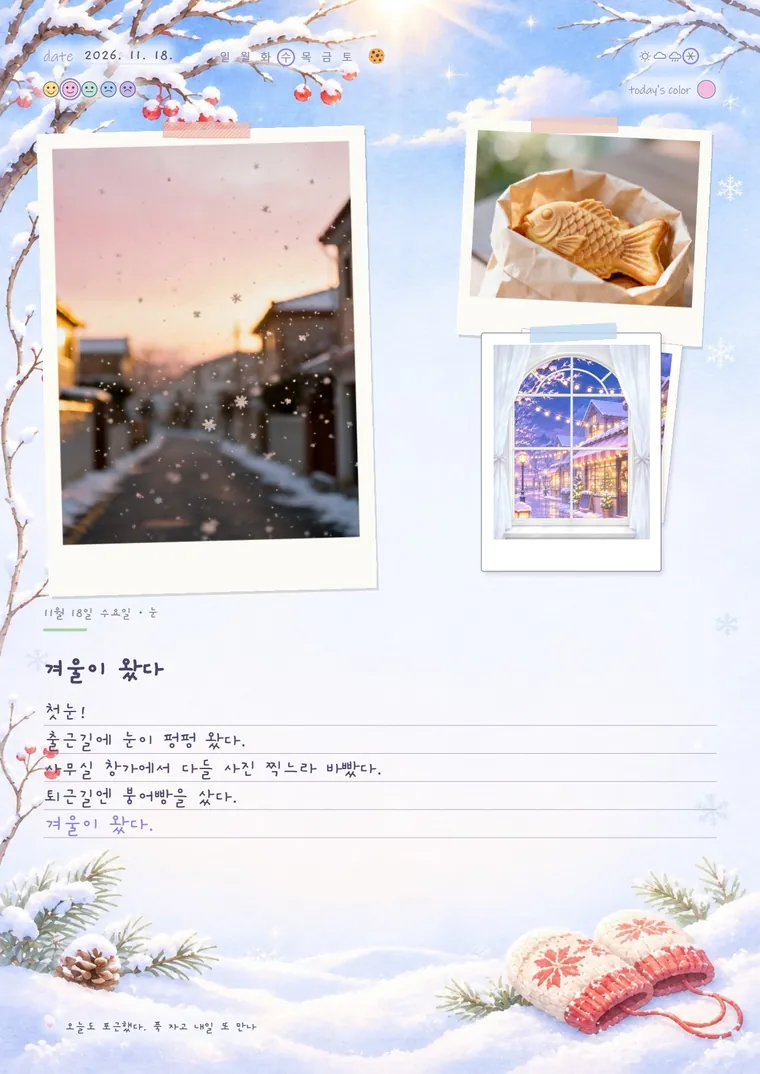 date 2026. 11. 18.
일 월 화 수 목 금 토
today's color
11월 18일 수요일 · 눈
겨울이 왔다
첫눈!
출근길에 눈이 펑펑 왔다.
사무실 창가에서 다들 사진 찍느라 바빴다.
퇴근길엔 붕어빵을 샀다.
겨울이 왔다.
오늘도 포근했다. 푹 자고 내일 또 만나